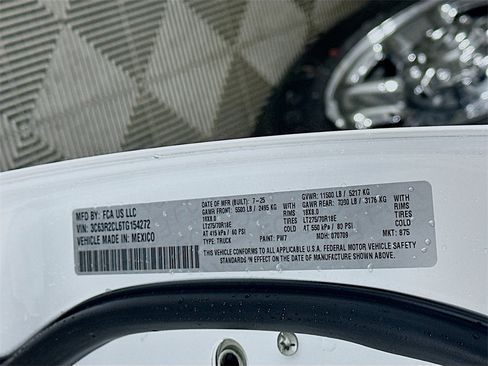 MFD BY: FCA US LLC
VIN: 3C63R2CL6TG154272
VEHICLE MADE IN: MEXICO
DATE OF MFR (BUILT): 7-25
GAWR FRONT: 5500 LB / 2495 KG
18X8.0
LT275/70R18E
AT 415 kPa / 60 PSI
TYPE: TRUCK
PAINT: PW7
WITH
RIMS
TIRES
COLD
GVWR: 11500 LB / 5217 KG
GAWR REAR: 7000 LB / 3176 KG
18X8.0
LT275/70R18E
AT 550 kPa / 80 PSI
MDH: 070709
WITH
RIMS
TIRES
COLD
MKT: 875
THIS VEHICLE CONFORMS TO ALL APPLICABLE U.S.A. FEDERAL MOTOR VEHICLE SAFETY
STANDARDS IN EFFECT ON THE DATE OF MANUFACTURE SHOWN ABOVE.